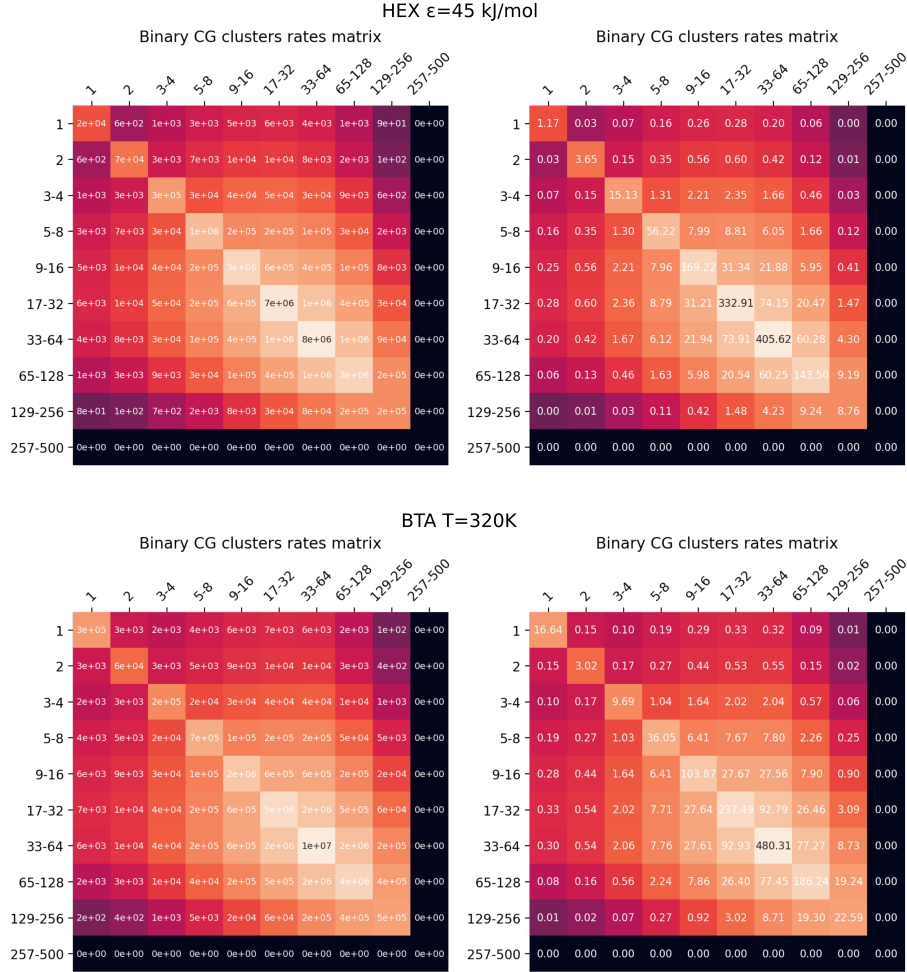 HEX ε=45 kJ/mol
Binary CG clusters rates matrix Binary CG clusters rates matrix
1 2 3-4 5-8 9-16 17-32 33-64 65-128 129-256 257-500 1 2 3-4 5-8 9-16 17-32 33-64 65-128 129-256 257-500
1 2e+04 6e+02 1e+03 3e+03 5e+03 6e+03 4e+03 1e+03 9e+01 0e+00 1 1.17 0.03 0.07 0.16 0.26 0.28 0.20 0.06 0.00 0.00
2 6e+02 7e+04 3e+03 7e+03 1e+04 1e+04 8e+03 2e+03 1e+02 0e+00 2 0.03 3.65 0.15 0.35 0.56 0.60 0.42 0.12 0.01 0.00
3-4 1e+03 3e+03 3e+05 3e+04 4e+04 5e+04 3e+04 9e+03 6e+02 0e+00 3-4 0.07 0.15 15.13 1.31 2.21 2.35 1.66 0.46 0.03 0.00
5-8 3e+03 7e+03 3e+04 1e+06 2e+05 2e+05 1e+05 3e+04 2e+03 0e+00 5-8 0.16 0.35 1.30 56.22 7.99 8.81 6.05 1.66 0.12 0.00
9-16 5e+03 1e+04 4e+04 2e+05 3e+06 6e+05 4e+05 1e+05 8e+03 0e+00 9-16 0.25 0.56 2.21 7.96 169.22 31.34 21.88 5.95 0.41 0.00
17-32 6e+03 1e+04 5e+04 2e+05 6e+05 7e+06 1e+06 4e+05 3e+04 0e+00 17-32 0.28 0.60 2.36 8.79 31.21 332.91 74.15 20.47 1.47 0.00
33-64 4e+03 8e+03 3e+04 1e+05 4e+05 1e+06 8e+06 1e+06 9e+04 0e+00 33-64 0.20 0.42 1.67 6.12 21.94 73.91 405.62 60.28 4.30 0.00
65-128 1e+03 3e+03 9e+03 3e+04 1e+05 4e+05 1e+06 3e+06 2e+05 0e+00 65-128 0.06 0.13 0.46 1.63 5.98 20.54 60.25 143.50 9.19 0.00
129-256 8e+01 1e+02 7e+02 2e+03 8e+03 3e+04 8e+04 2e+05 2e+05 0e+00 129-256 0.00 0.01 0.03 0.11 0.42 1.48 4.23 9.24 8.76 0.00
257-500 0e+00 0e+00 0e+00 0e+00 0e+00 0e+00 0e+00 0e+00 0e+00 0e+00 257-500 0.00 0.00 0.00 0.00 0.00 0.00 0.00 0.00 0.00 0.00
BTA T=320K
Binary CG clusters rates matrix Binary CG clusters rates matrix
1 2 3-4 5-8 9-16 17-32 33-64 65-128 129-256 257-500 1 2 3-4 5-8 9-16 17-32 33-64 65-128 129-256 257-500
1 3e+05 3e+03 2e+03 4e+03 6e+03 7e+03 6e+03 2e+03 1e+02 0e+00 1 16.64 0.15 0.10 0.19 0.29 0.33 0.32 0.09 0.01 0.00
2 3e+03 6e+04 3e+03 5e+03 9e+03 1e+04 1e+04 3e+03 4e+02 0e+00 2 0.15 3.02 0.17 0.27 0.44 0.53 0.55 0.15 0.02 0.00
3-4 2e+03 3e+03 2e+05 2e+04 3e+04 4e+04 4e+04 1e+04 1e+03 0e+00 3-4 0.10 0.17 9.69 1.04 1.64 2.02 2.04 0.57 0.06 0.00
5-8 4e+03 5e+03 2e+04 7e+05 1e+05 2e+05 2e+05 5e+04 5e+03 0e+00 5-8 0.19 0.27 1.03 36.05 6.41 7.67 7.80 2.26 0.25 0.00
9-16 6e+03 9e+03 3e+04 1e+05 2e+06 6e+05 6e+05 2e+05 2e+04 0e+00 9-16 0.28 0.44 1.64 6.41 103.87 27.67 27.56 7.90 0.90 0.00
17-32 7e+03 1e+04 4e+04 2e+05 6e+05 5e+06 2e+06 5e+05 6e+04 0e+00 17-32 0.33 0.54 2.02 7.71 27.64 237.49 92.79 26.46 3.09 0.00
33-64 6e+03 1e+04 4e+04 2e+05 6e+05 2e+06 1e+07 2e+06 2e+05 0e+00 33-64 0.30 0.54 2.06 7.76 27.61 92.93 480.31 77.27 8.73 0.00
65-128 2e+03 3e+03 1e+04 4e+04 2e+05 5e+05 2e+06 4e+06 4e+05 0e+00 65-128 0.08 0.16 0.56 2.24 7.86 26.40 77.45 186.24 19.24 0.00
129-256 2e+02 4e+02 1e+03 5e+03 2e+04 6e+04 2e+05 4e+05 5e+05 0e+00 129-256 0.01 0.02 0.07 0.27 0.92 3.02 8.71 19.30 22.59 0.00
257-500 0e+00 0e+00 0e+00 0e+00 0e+00 0e+00 0e+00 0e+00 0e+00 0e+00 257-500 0.00 0.00 0.00 0.00 0.00 0.00 0.00 0.00 0.00 0.00